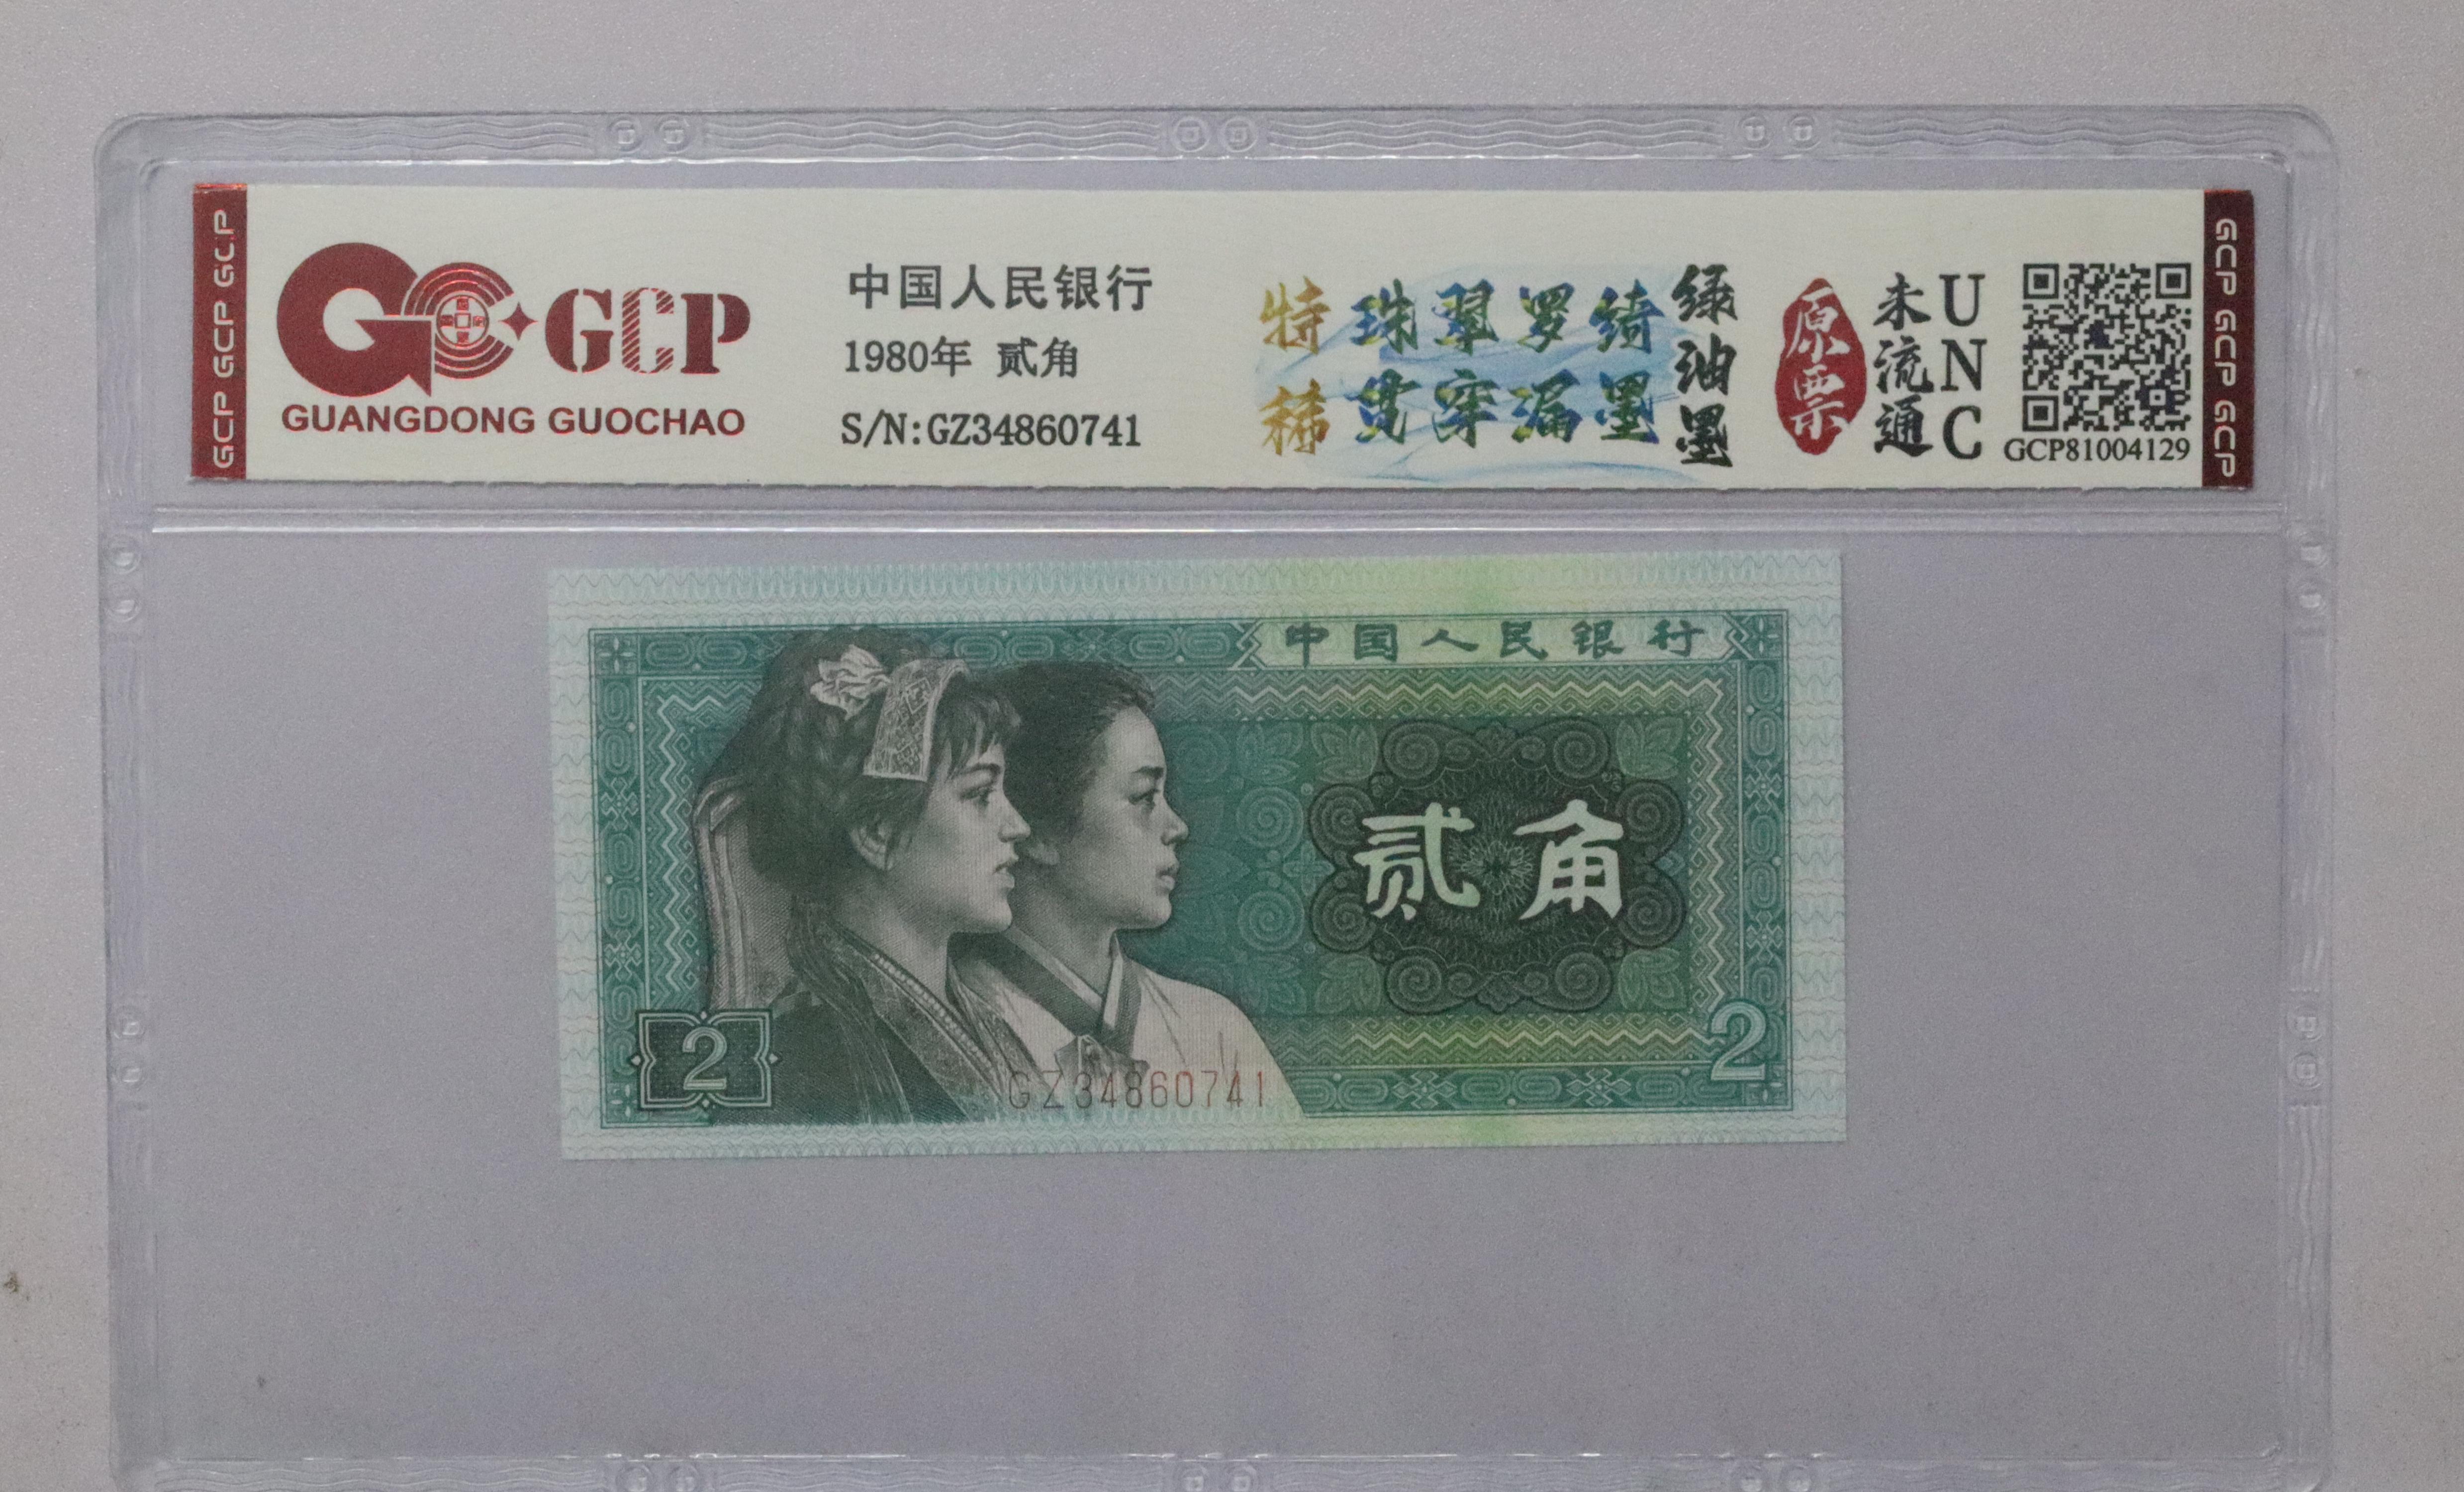 GCP GCP GCP
GCP
GUANGDONG GUOCHAO
中国人民银行
1980年 贰角
S/N:GZ34860741
特稀
珠翠罗绮
贯穿漏墨
绿油墨
原票
未流通
UNC
GCP81004129
GCP GCP GCP
中国人民银行
贰角
2
GZ34860741
2